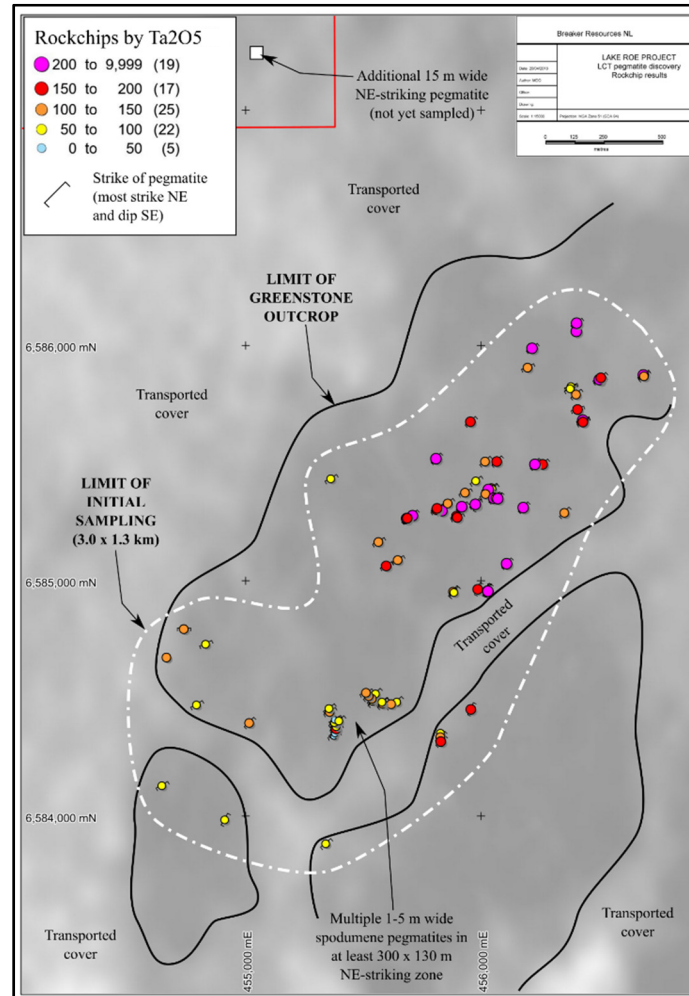 Rockchips by Ta2O5
200 to 9,999 (19)
150 to 200 (17)
100 to 150 (25)
50 to 100 (22)
0 to 50 (5)
Strike of pegmatite
(most strike NE
and dip SE)
Breaker Resources NL
LAKE ROE PROJECT
LCT pegmatite discovery
Rockchip results
0 125 250 500
metres
Additional 15 m wide
NE-striking pegmatite
(not yet sampled)
Transported
cover
LIMIT OF
GREENSTONE
OUTCROP
6,586,000 mN
Transported
cover
LIMIT OF
INITIAL
SAMPLING
(3.0 x 1.3 km)
6,585,000 mN
Transported
cover
6,584,000 mN
Multiple 1-5 m wide
spodumene pegmatites in
at least 300 x 130 m
NE-striking zone
Transported
cover
Transported
cover
455,000 mE
456,000 mE